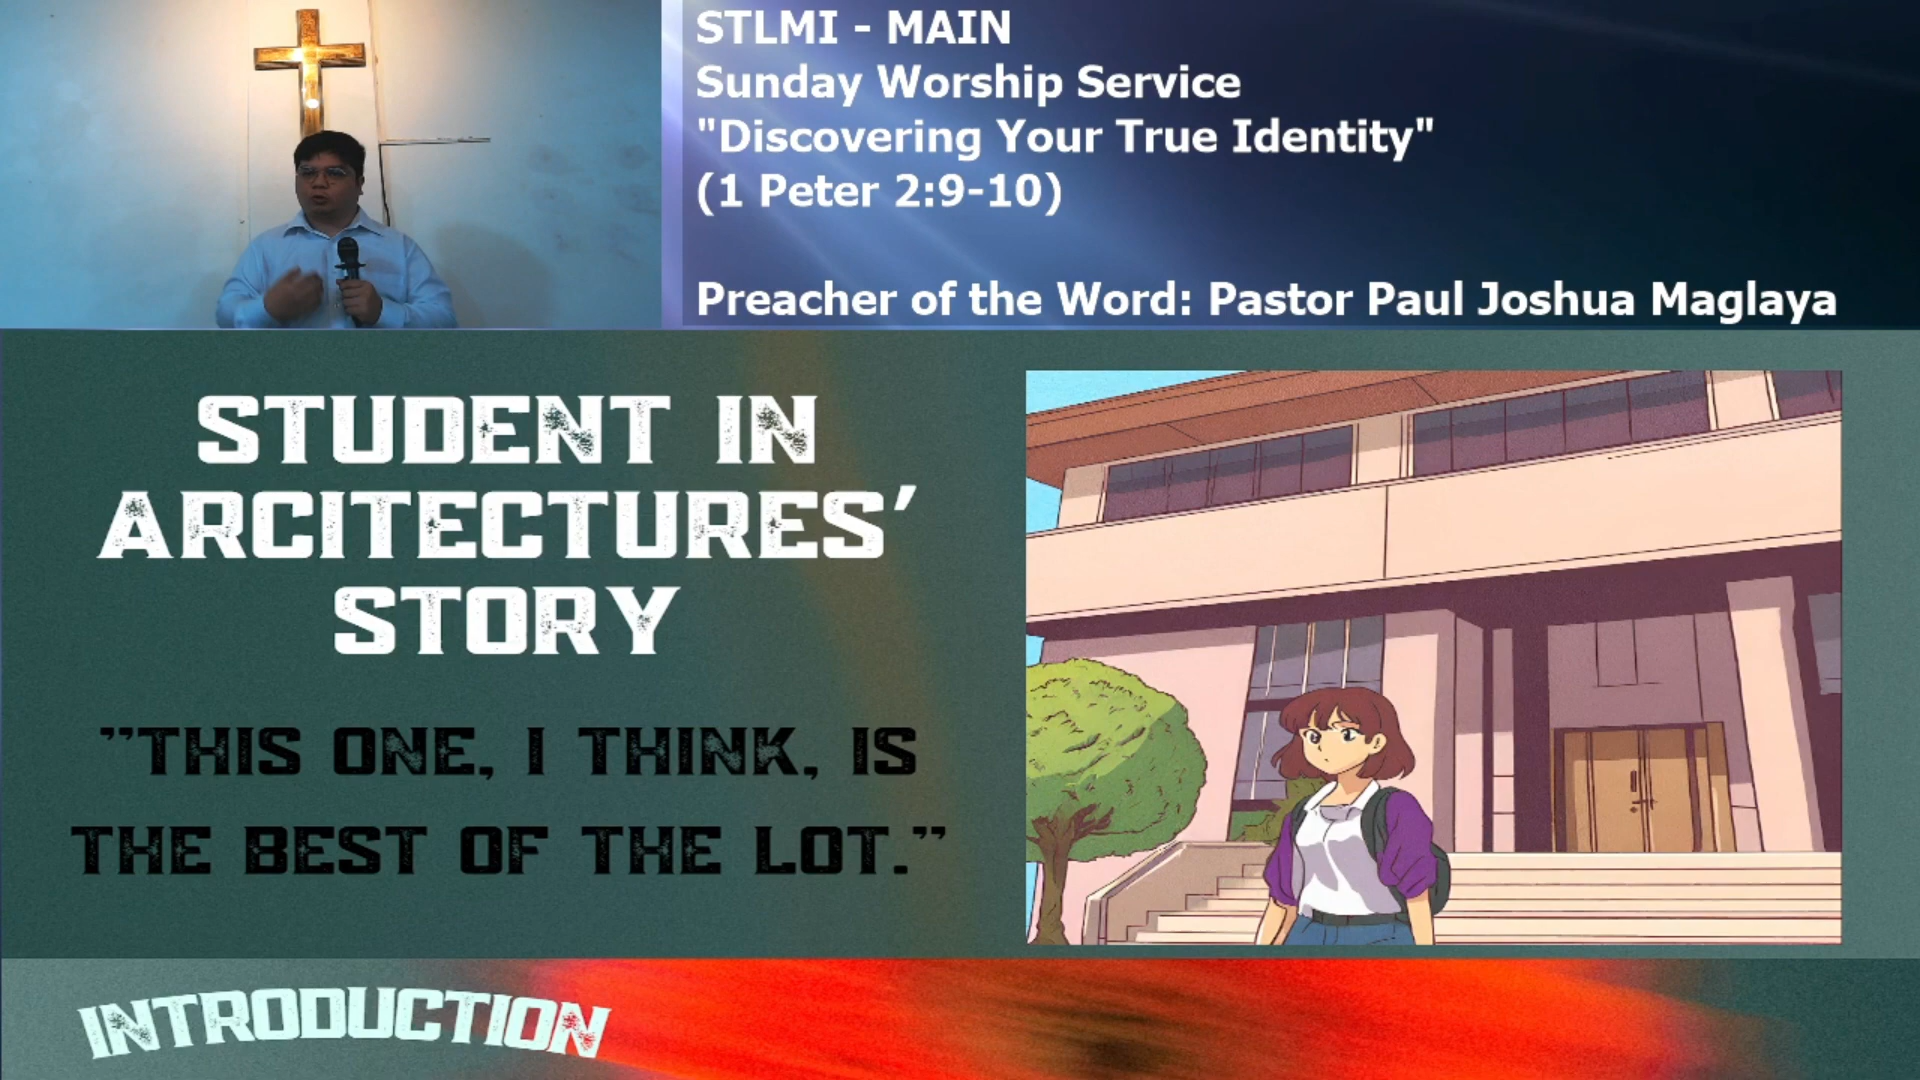 STLMI - MAIN
Sunday Worship Service
"Discovering Your True Identity"
(1 Peter 2:9-10)
Preacher of the Word: Pastor Paul Joshua Maglaya
STUDENT IN
ARCITECTURES’
STORY
”THIS ONE, I THINK, IS
THE BEST OF THE LOT.”
INTRODUCTION